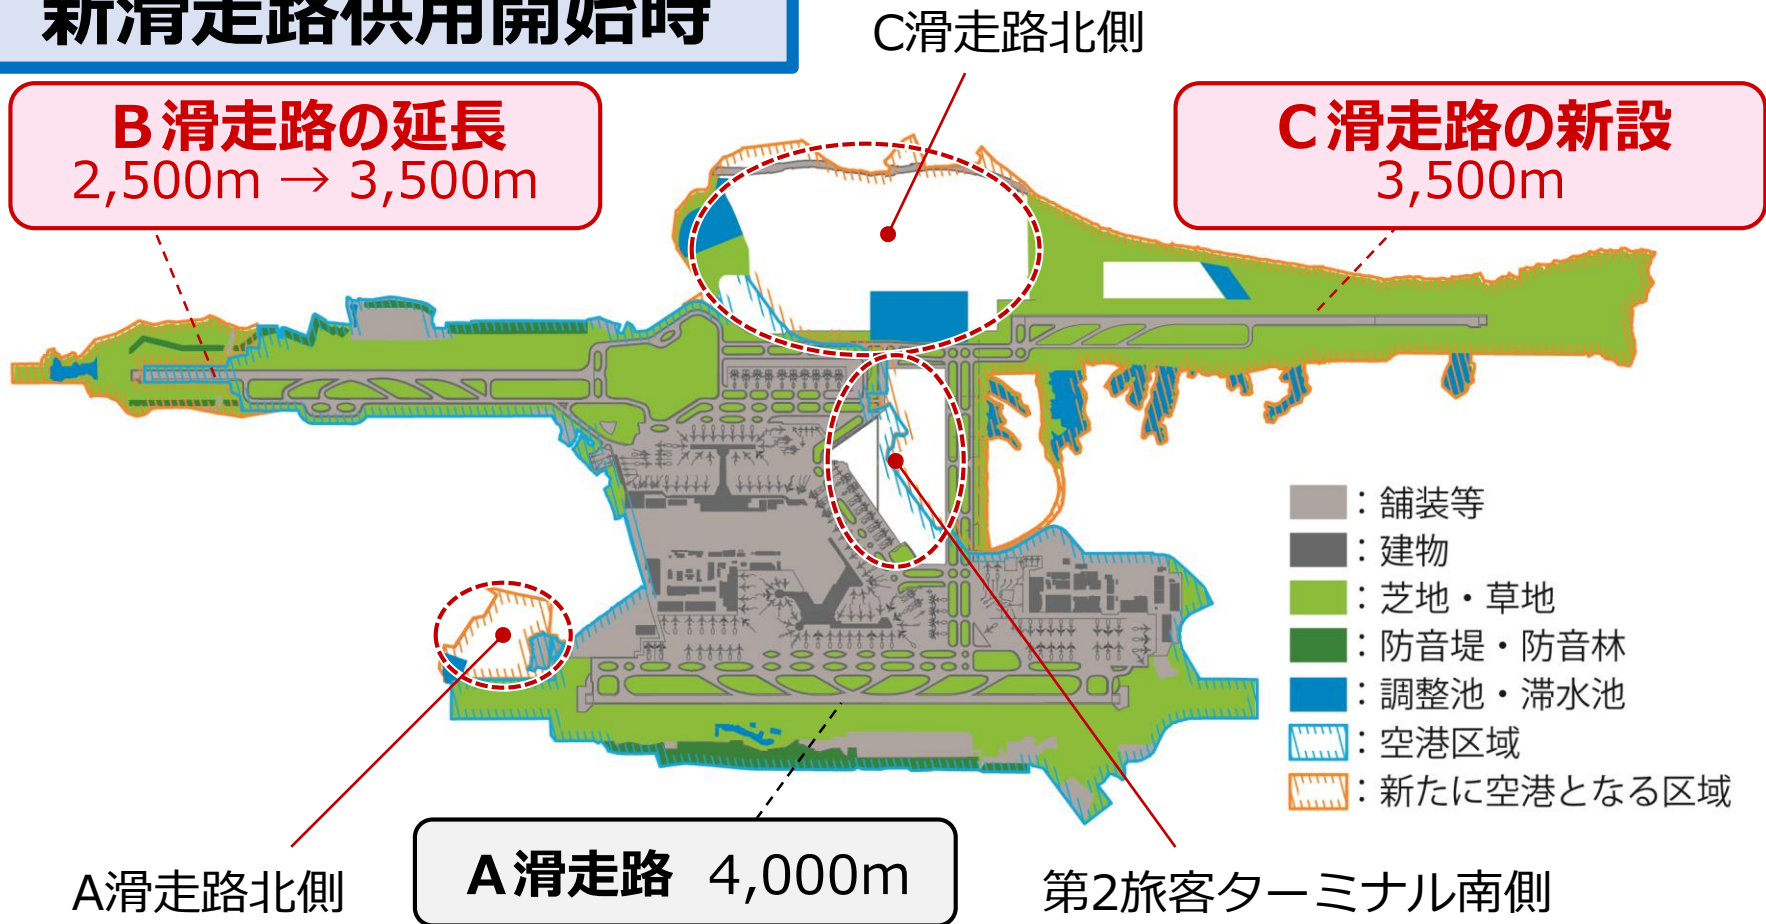 新滑走路供用開始時
C滑走路北側
B滑走路の延長
2,500m → 3,500m
C滑走路の新設
3,500m
：舗装等
：建物
：芝地・草地
：防音堤・防音林
：調整池・滞水池
：空港区域
：新たに空港となる区域
A滑走路北側
A滑走路 4,000m
第2旅客ターミナル南側